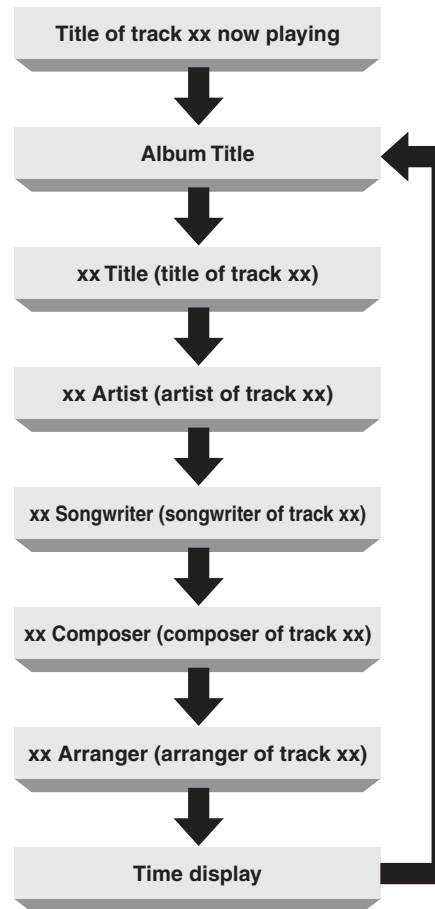 Title of track xx now playing
Album Title
xx Title (title of track xx)
xx Artist (artist of track xx)
xx Songwriter (songwriter of track xx)
xx Composer (composer of track xx)
xx Arranger (arranger of track xx)
Time display